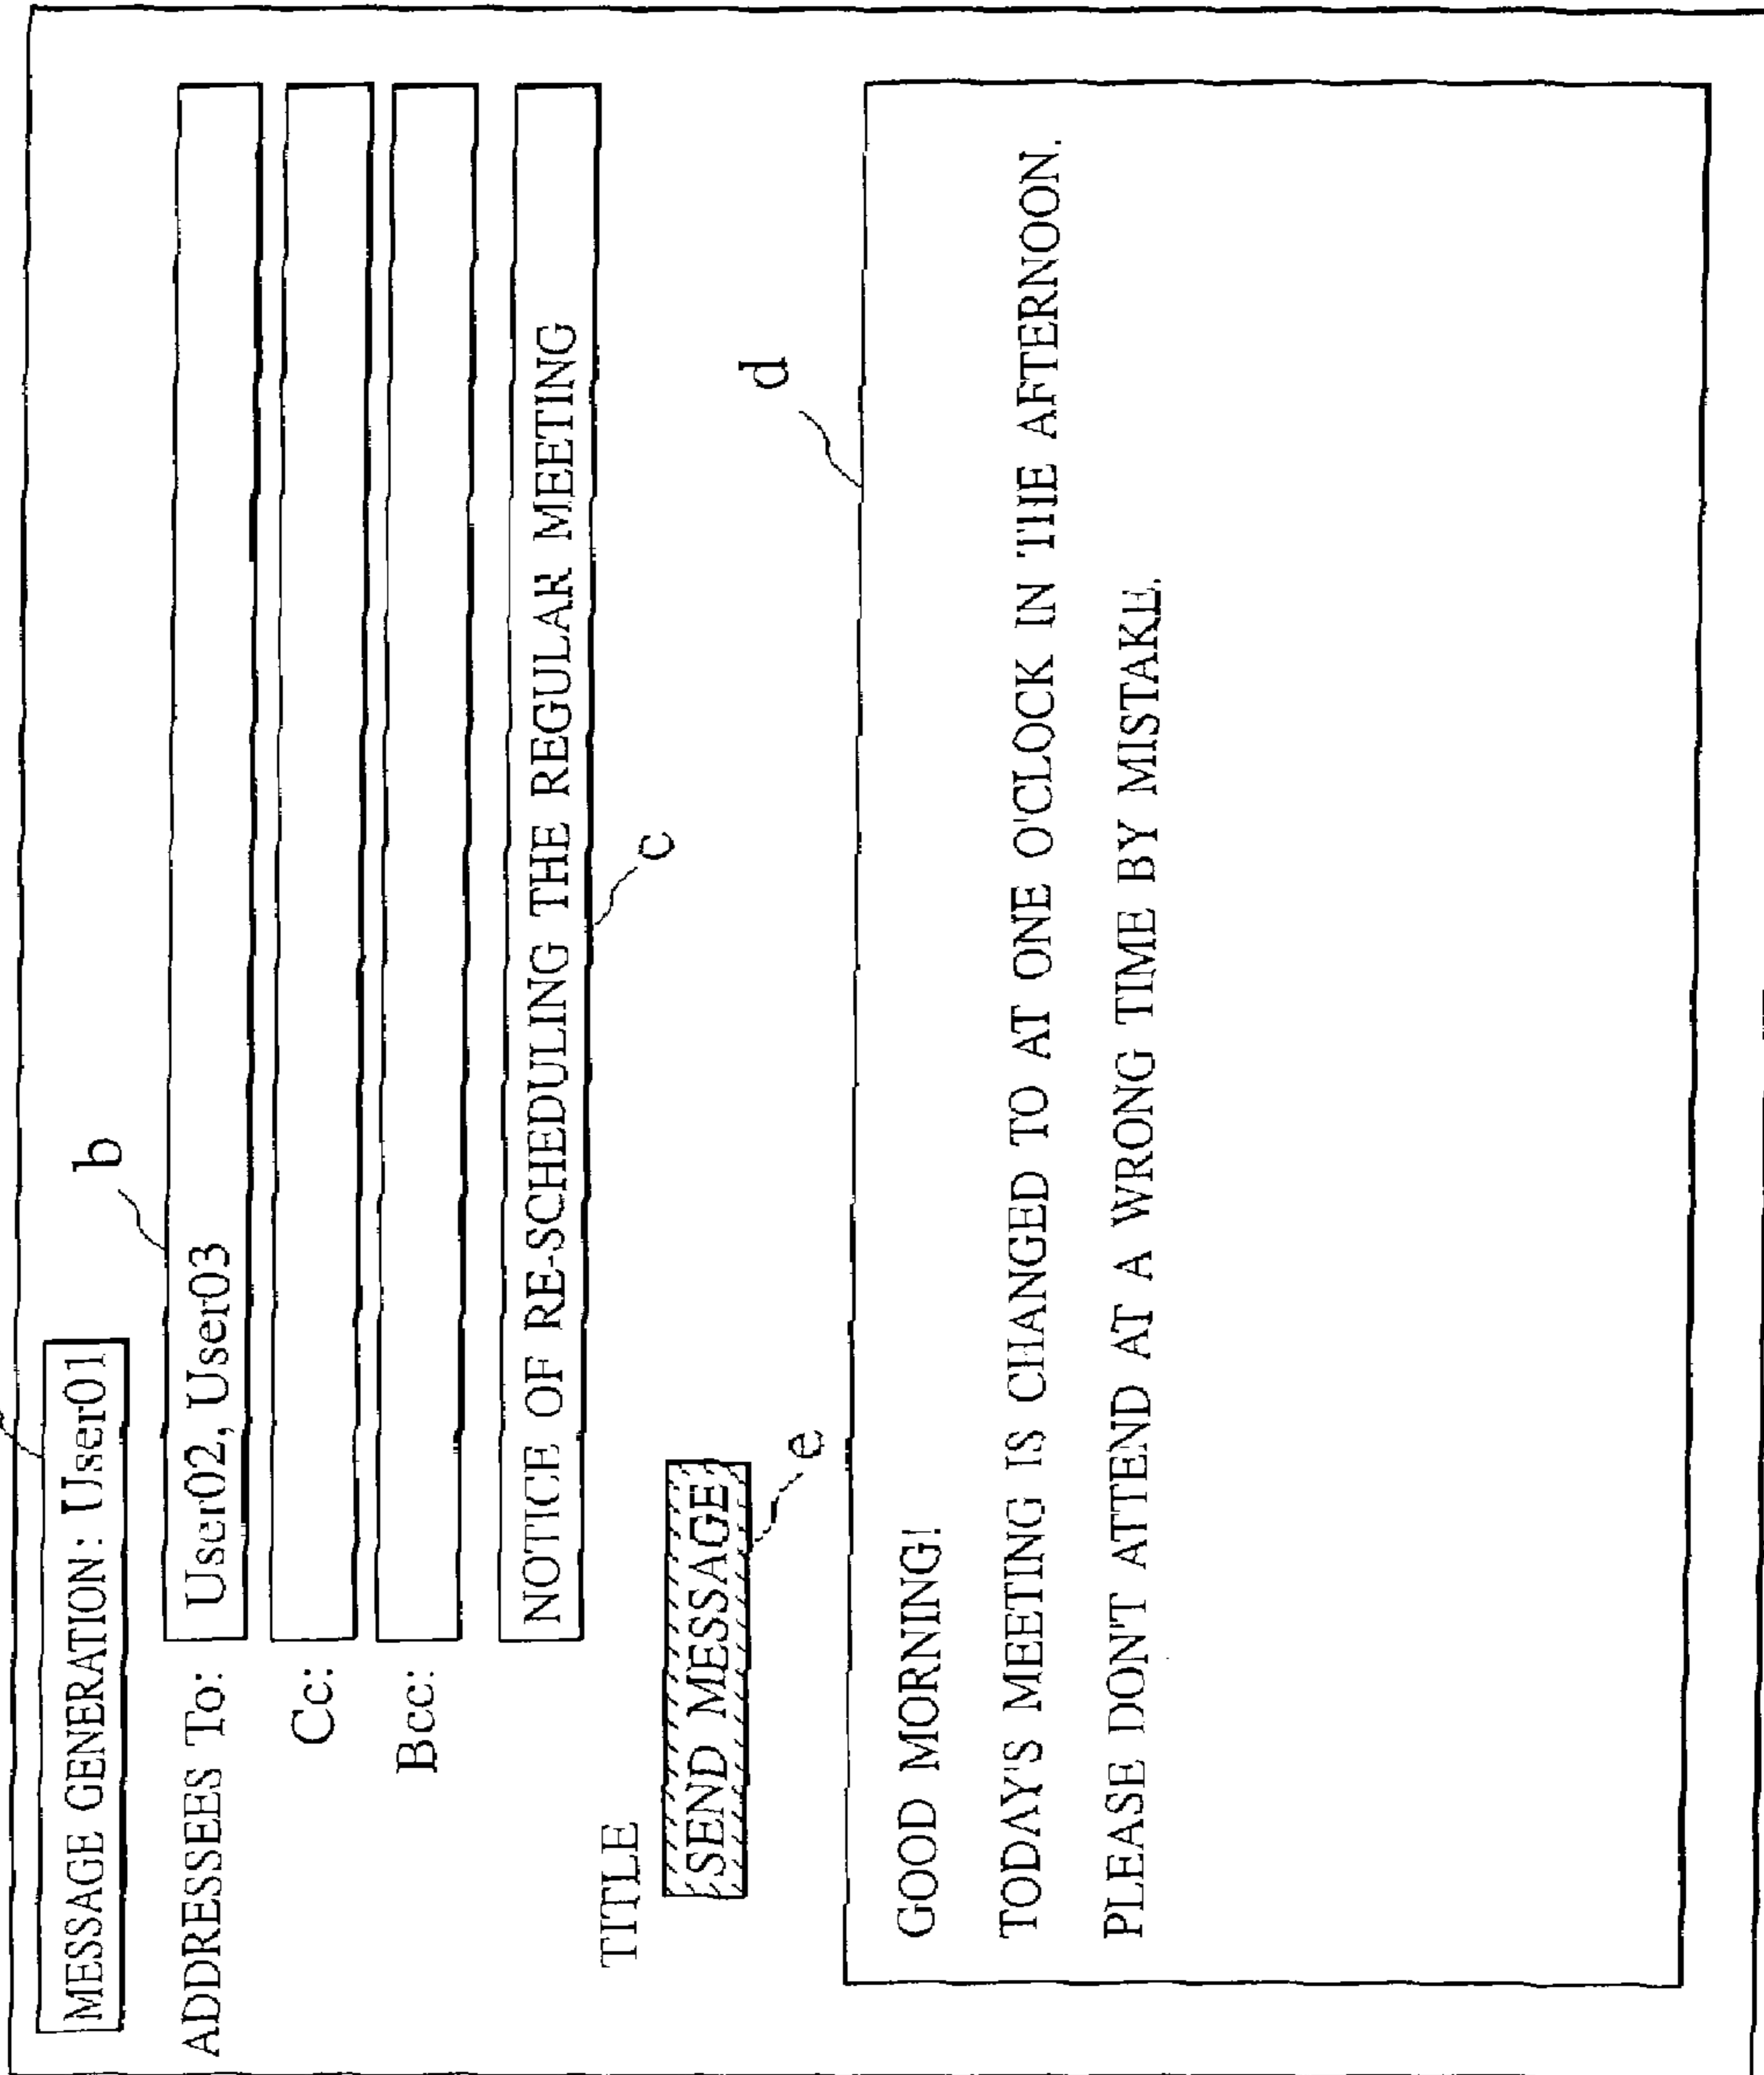 MESSAGE GENERATION: User01
b
ADDRESSEES To: User02, User03
Cc:
Bcc:
NOTICE OF RE-SCHEDULING THE REGULAR MEETING
TITLE
c
SEND MESSAGE
d
e
GOOD MORNING!
TODAY'S MEETING IS CHANGED TO AT ONE O'CLOCK IN THE AFTERNOON.
PLEASE DON'T ATTEND AT A WRONG TIME BY MISTAKE.